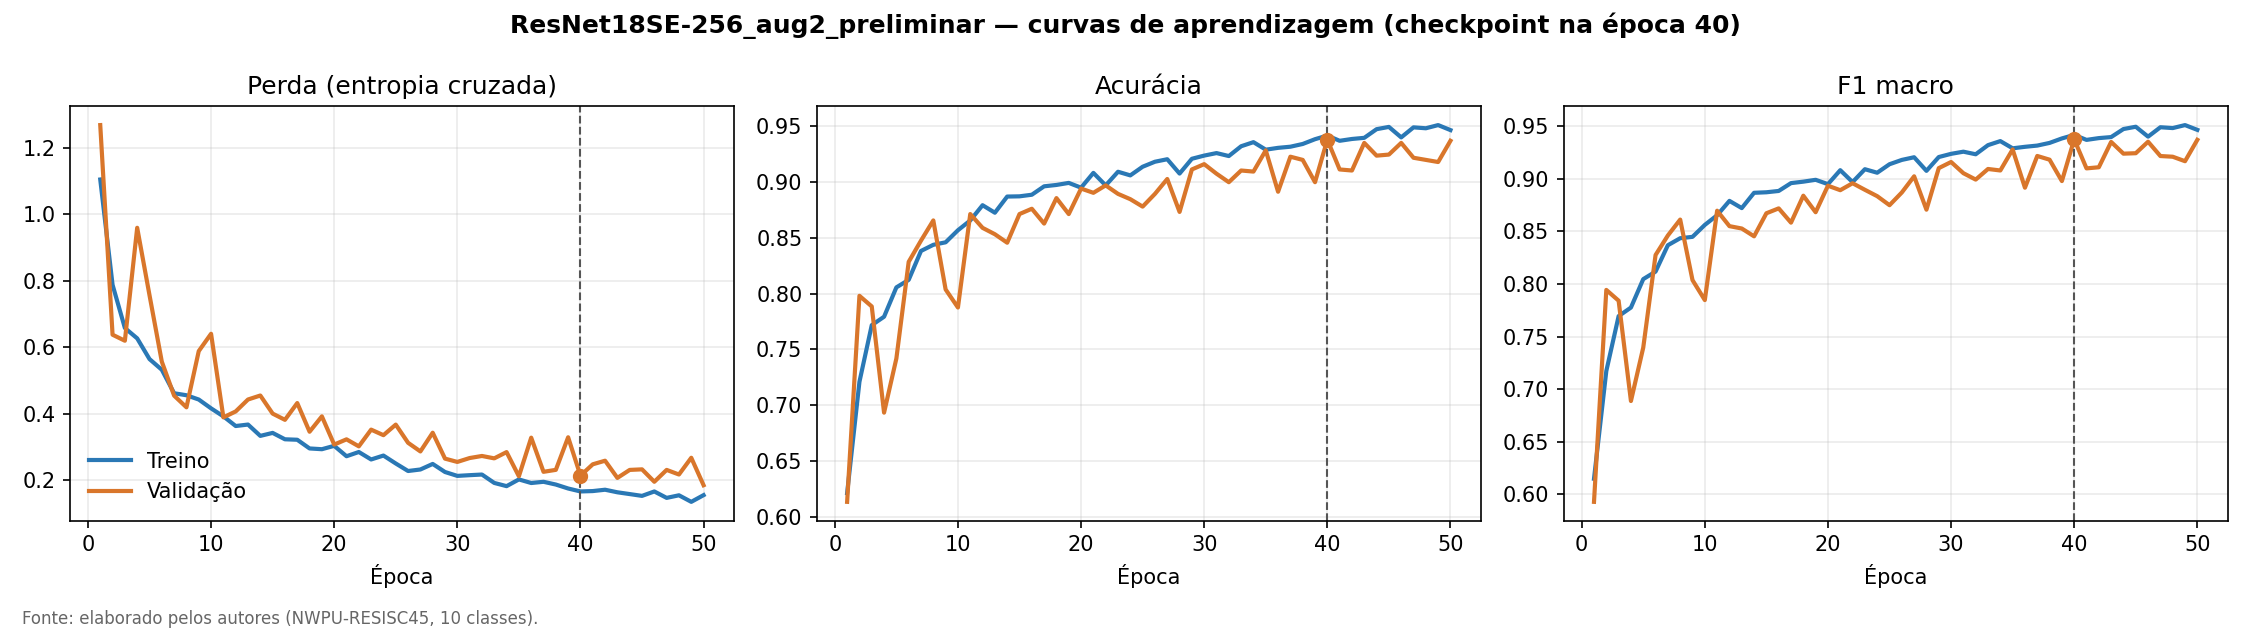 ResNet18SE-256_aug2_preliminar — curvas de aprendizagem (checkpoint na época 40)
Perda (entropia cruzada)
1.2
1.0
0.8
0.6
0.4
0.2
Treino
Validação
0 10 20 30 40 50
Época
Acurácia
0.95
0.90
0.85
0.80
0.75
0.70
0.65
0.60
0 10 20 30 40 50
Época
F1 macro
0.95
0.90
0.85
0.80
0.75
0.70
0.65
0.60
0 10 20 30 40 50
Época
Fonte: elaborado pelos autores (NWPU-RESISC45, 10 classes).